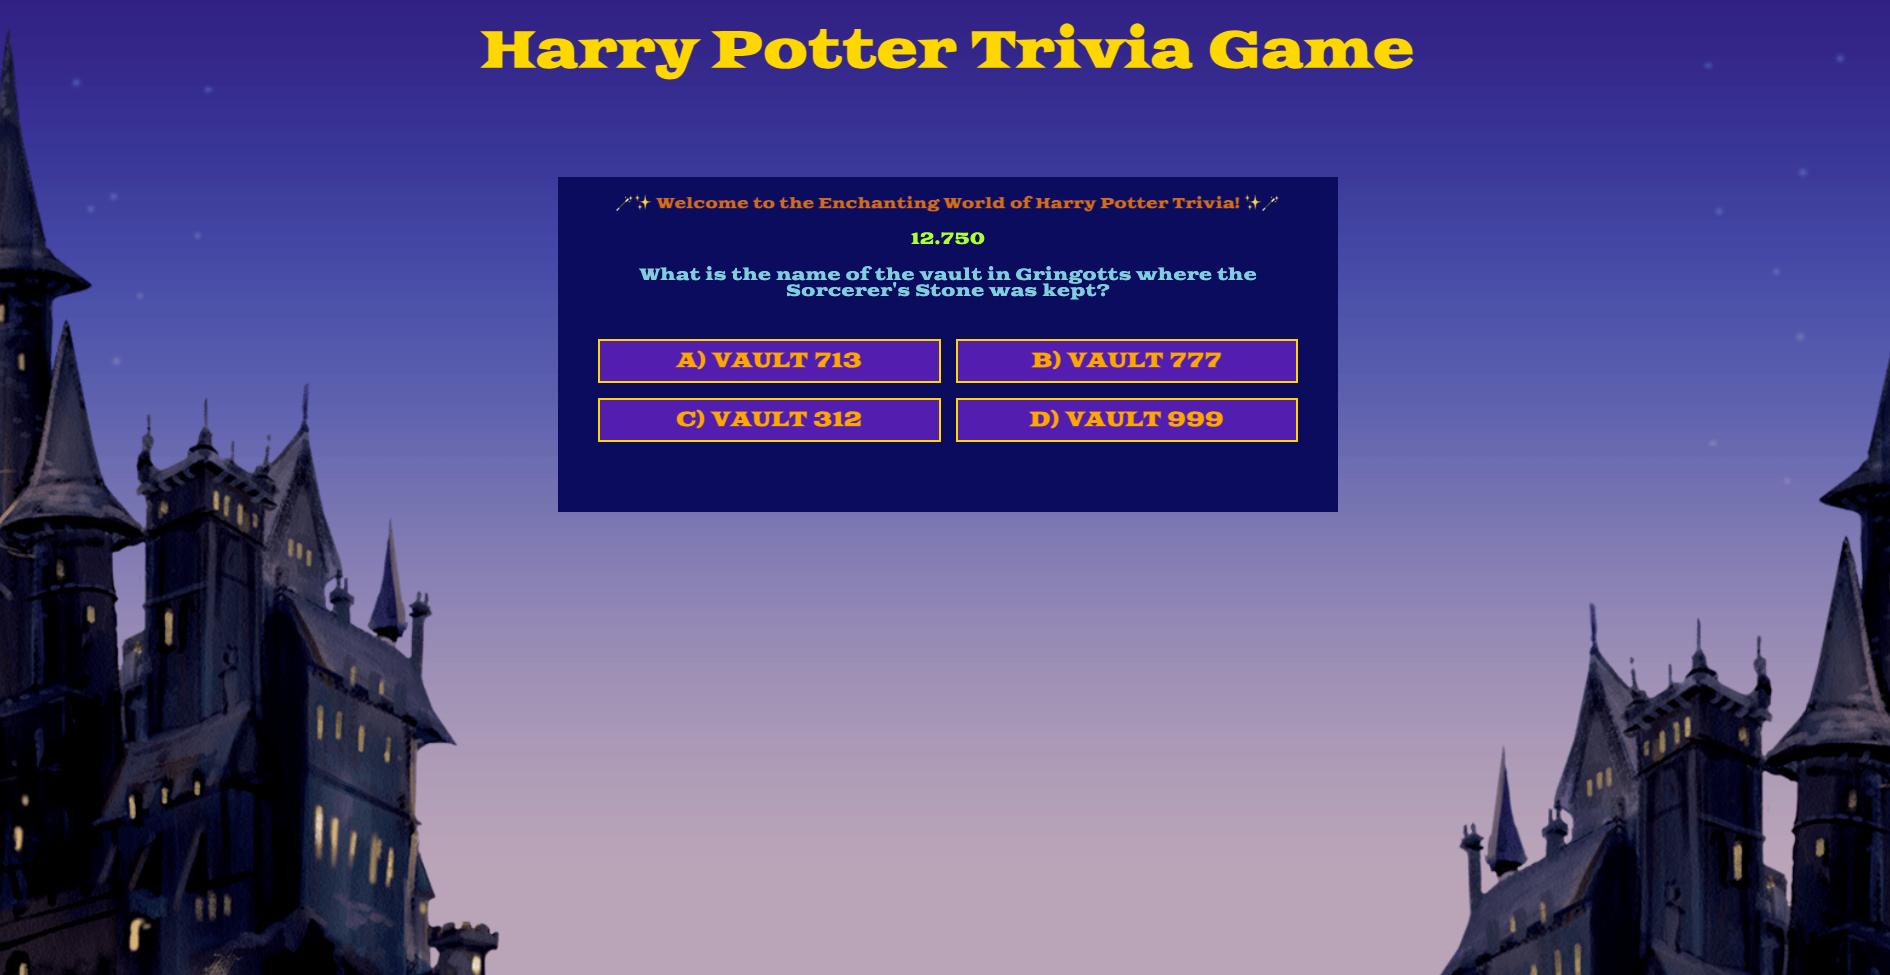 Harry Potter Trivia Game
🪄✨ Welcome to the Enchanting World of Harry Potter Trivia! ✨🪄
12.750
What is the name of the vault in Gringotts where the
Sorcerer's Stone was kept?
A) VAULT 713
B) VAULT 777
C) VAULT 312
D) VAULT 999